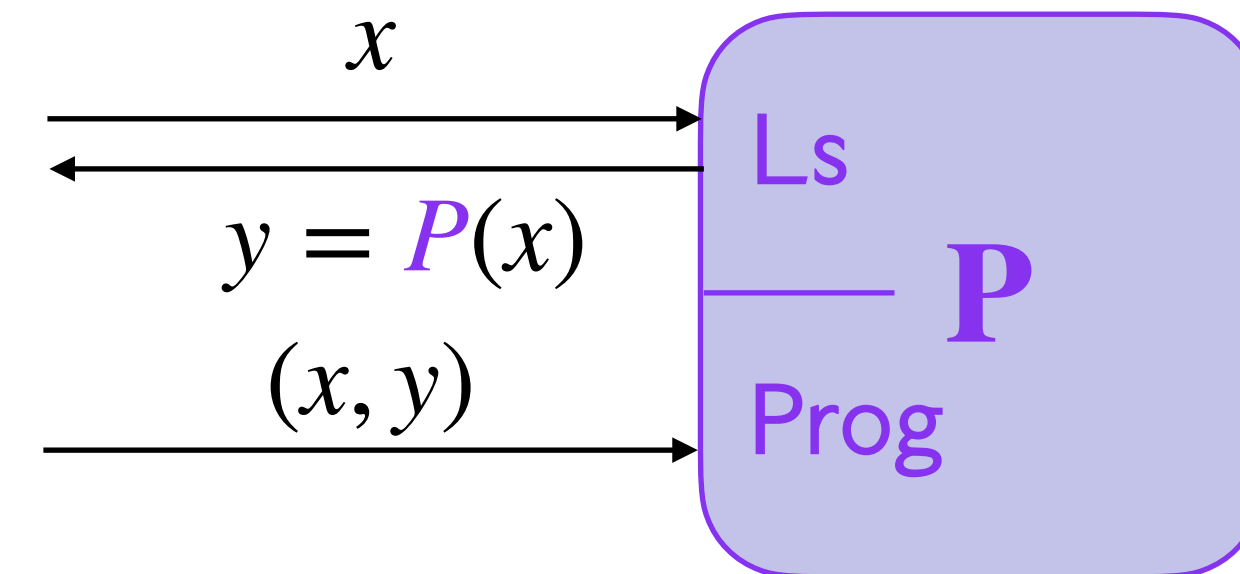 x
Ls
y = P(x)
P
(x, y)
Prog